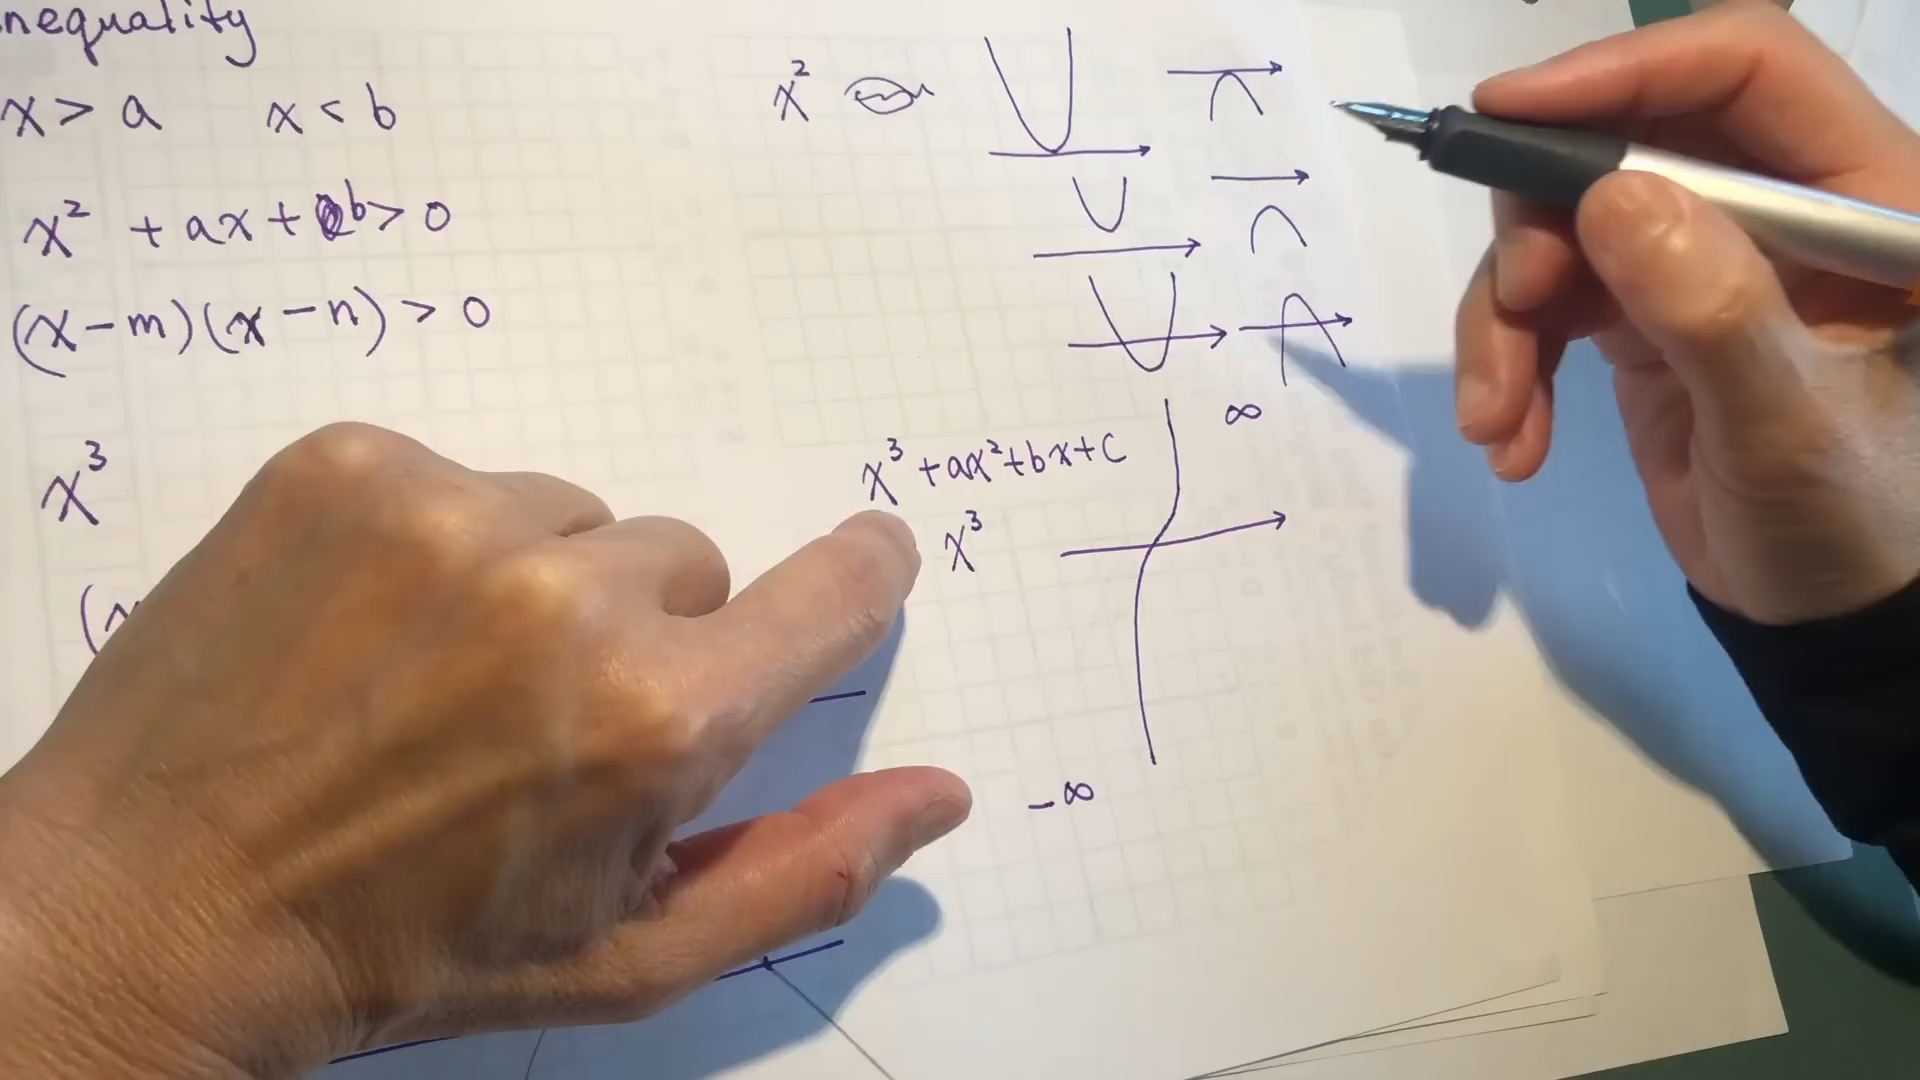 nequality
x > a x < b
x² + ax + b > 0
(x - m)(x - n) > 0
x³
x²
∞
x³ + ax² + bx + c
x³
-∞